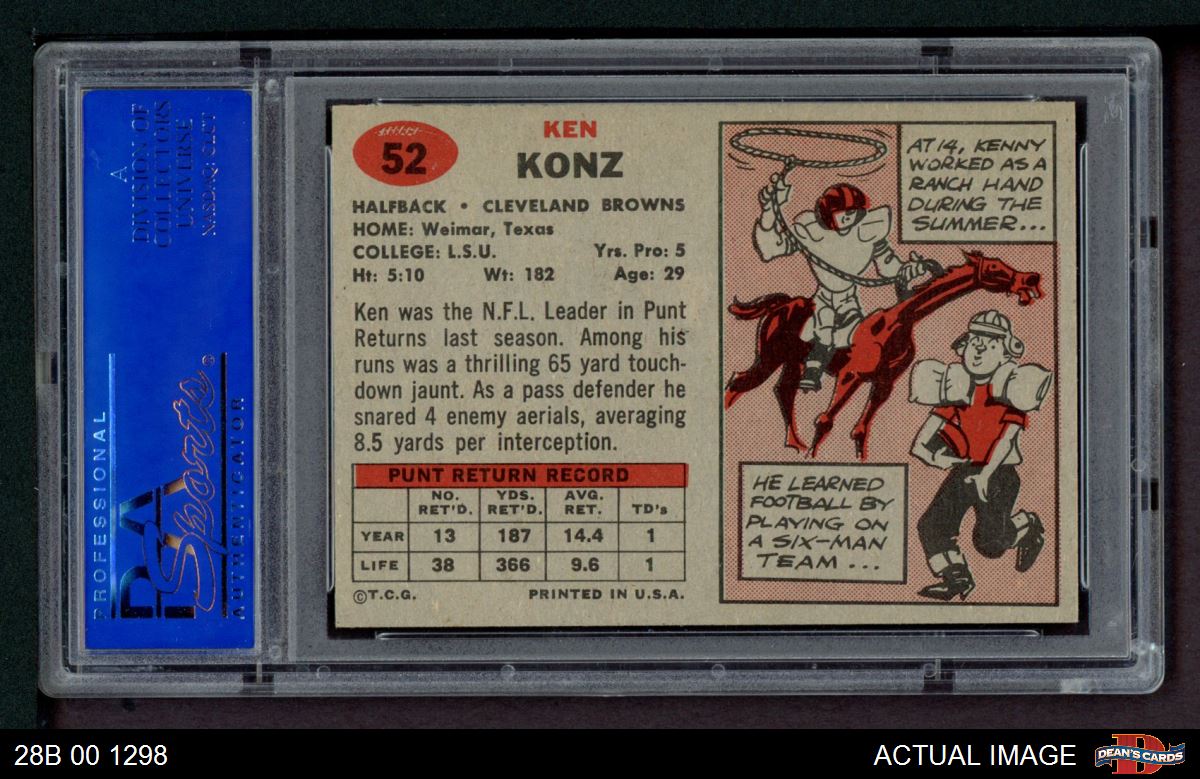 A
DIVISION OF
COLLECTORS
UNIVERSE
NASDAQ: CLCT
PROFESSIONAL
PSA
Sports®
AUTHENTICATOR
52
KEN
KONZ
HALFBACK • CLEVELAND BROWNS
HOME: Weimar, Texas
COLLEGE: L.S.U. Yrs. Pro: 5
Ht: 5:10 Wt: 182 Age: 29
Ken was the N.F.L. Leader in Punt
Returns last season. Among his
runs was a thrilling 65 yard touch-
down jaunt. As a pass defender he
snared 4 enemy aerials, averaging
8.5 yards per interception.
PUNT RETURN RECORD
NO. RET'D. YDS. RET'D. AVG. RET. TD's
YEAR 13 187 14.4 1
LIFE 38 366 9.6 1
©T.C.G. PRINTED IN U.S.A.
AT 14, KENNY
WORKED AS A
RANCH HAND
DURING THE
SUMMER...
HE LEARNED
FOOTBALL BY
PLAYING ON
A SIX-MAN
TEAM...
28B 00 1298
ACTUAL IMAGE
D
DEAN'S CARDS